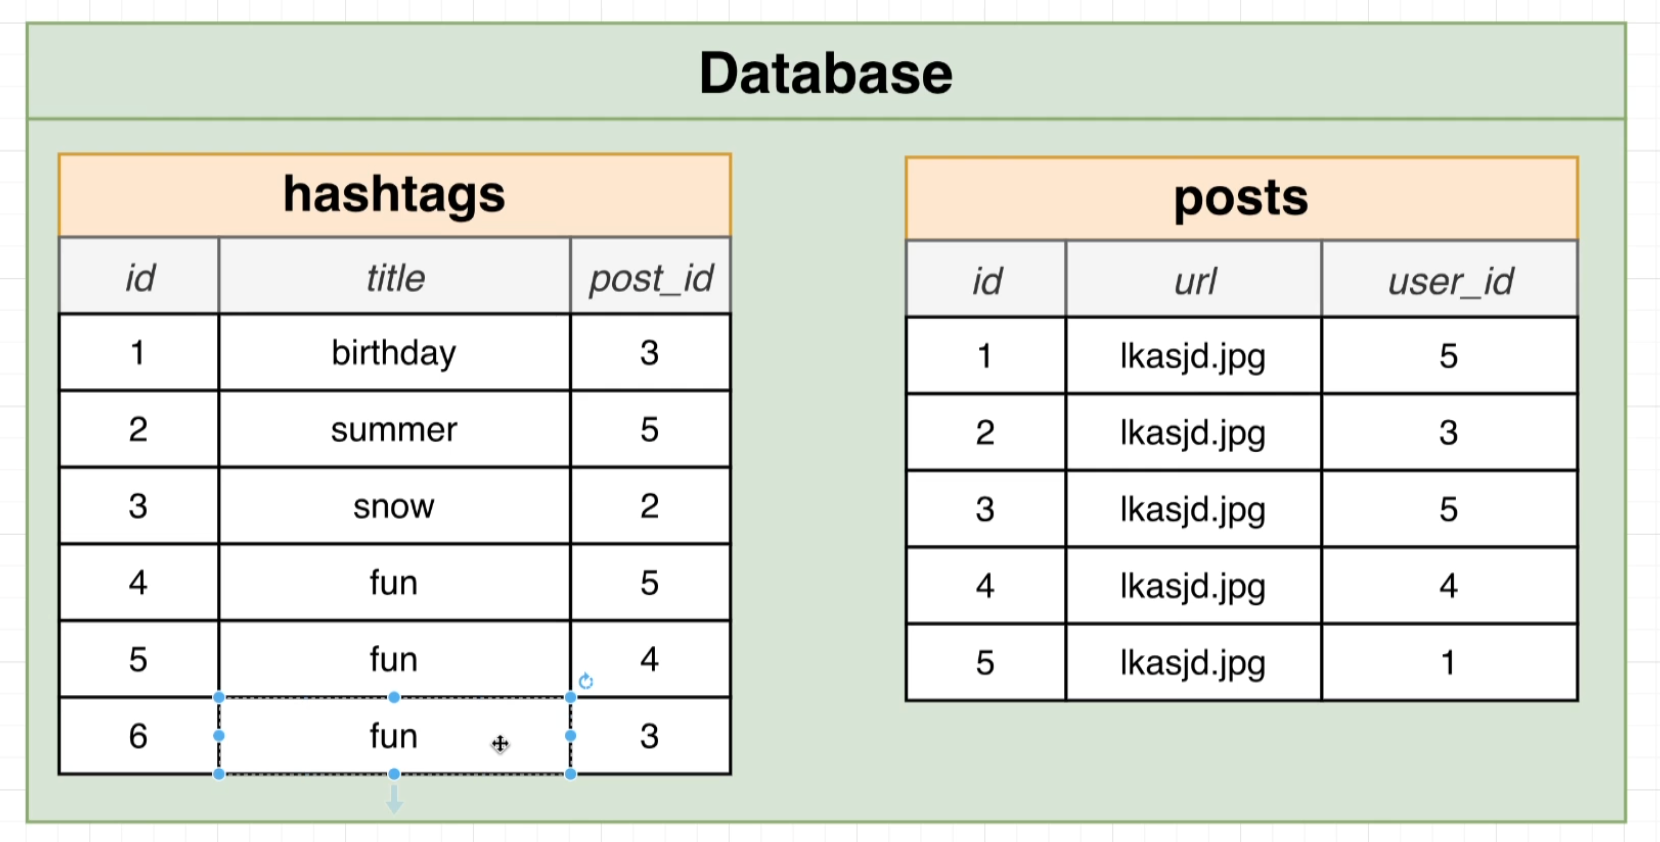 Database
hashtags
id title post_id
1 birthday 3
2 summer 5
3 snow 2
4 fun 5
5 fun 4
6 fun 3
posts
id url user_id
1 lkasjd.jpg 5
2 lkasjd.jpg 3
3 lkasjd.jpg 5
4 lkasjd.jpg 4
5 lkasjd.jpg 1